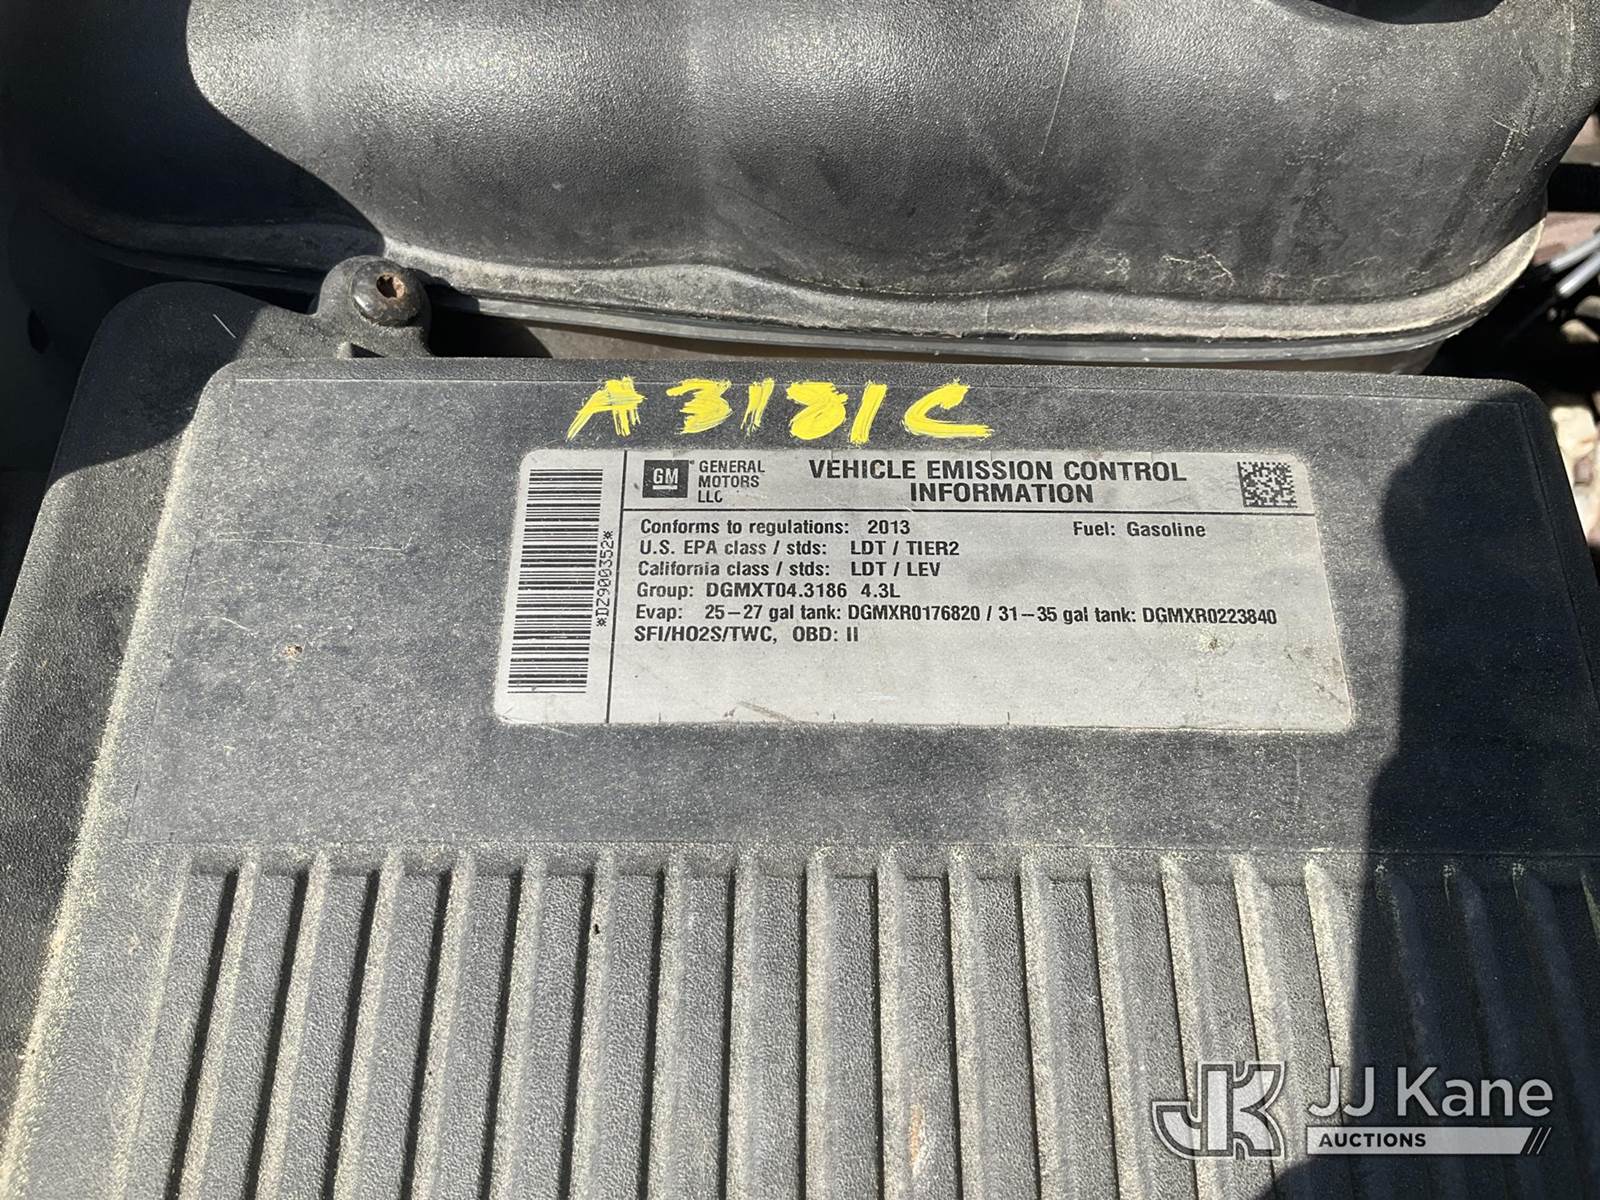 A3181C
GM
GENERAL
MOTORS
LLC
VEHICLE EMISSION CONTROL
INFORMATION
*DZ900352*
Conforms to regulations: 2013 Fuel: Gasoline
U.S. EPA class / stds: LDT / TIER2
California class / stds: LDT / LEV
Group: DGMXT04.3186 4.3L
Evap: 25-27 gal tank: DGMXR0176820 / 31-35 gal tank: DGMXR0223840
SFI/HO2S/TWC, OBD: II
JK JJ Kane
AUCTIONS